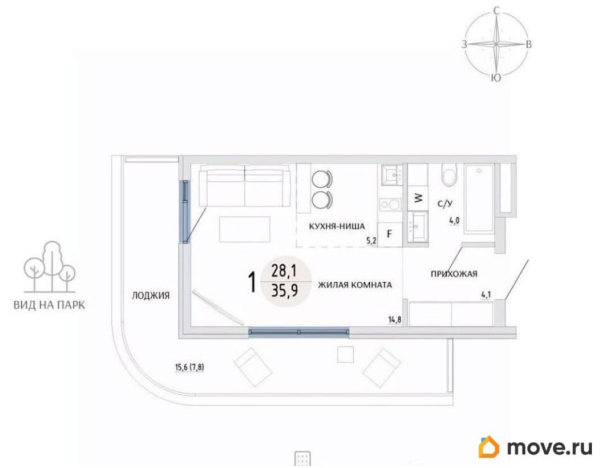 С
З
В
Ю
W
С/У
4,0
КУХНЯ-НИША
F
5,2
ВИД НА ПАРК
ЛОДЖИЯ
1
28,1
35,9
ЖИЛАЯ КОМНАТА
ПРИХОЖАЯ
4,1
14,8
15,6 (7,8)
move.ru